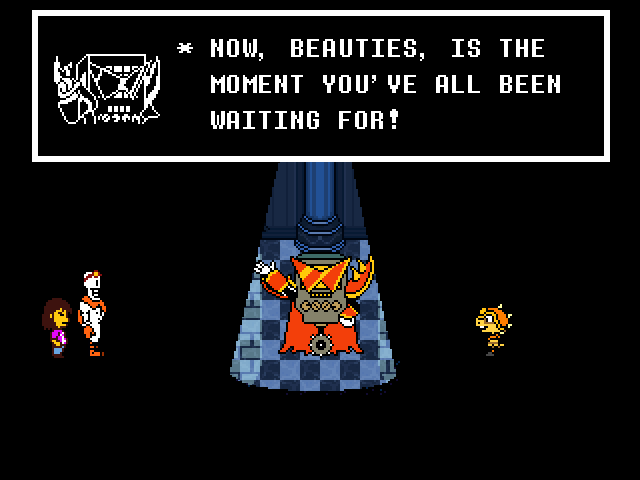 * NOW, BEAUTIES, IS THE
MOMENT YOU'VE ALL BEEN
WAITING FOR!